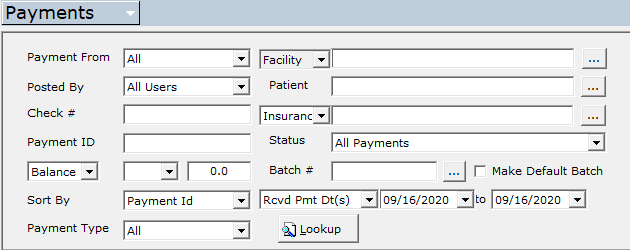 Payments
Payment From All Facility ...
Posted By All Users Patient ...
Check # Insuranc ...
Payment ID Status All Payments
Balance 0.0 Batch # ... Make Default Batch
Sort By Payment Id Rcvd Pmt Dt(s) 09/16/2020 to 09/16/2020
Payment Type All Lookup